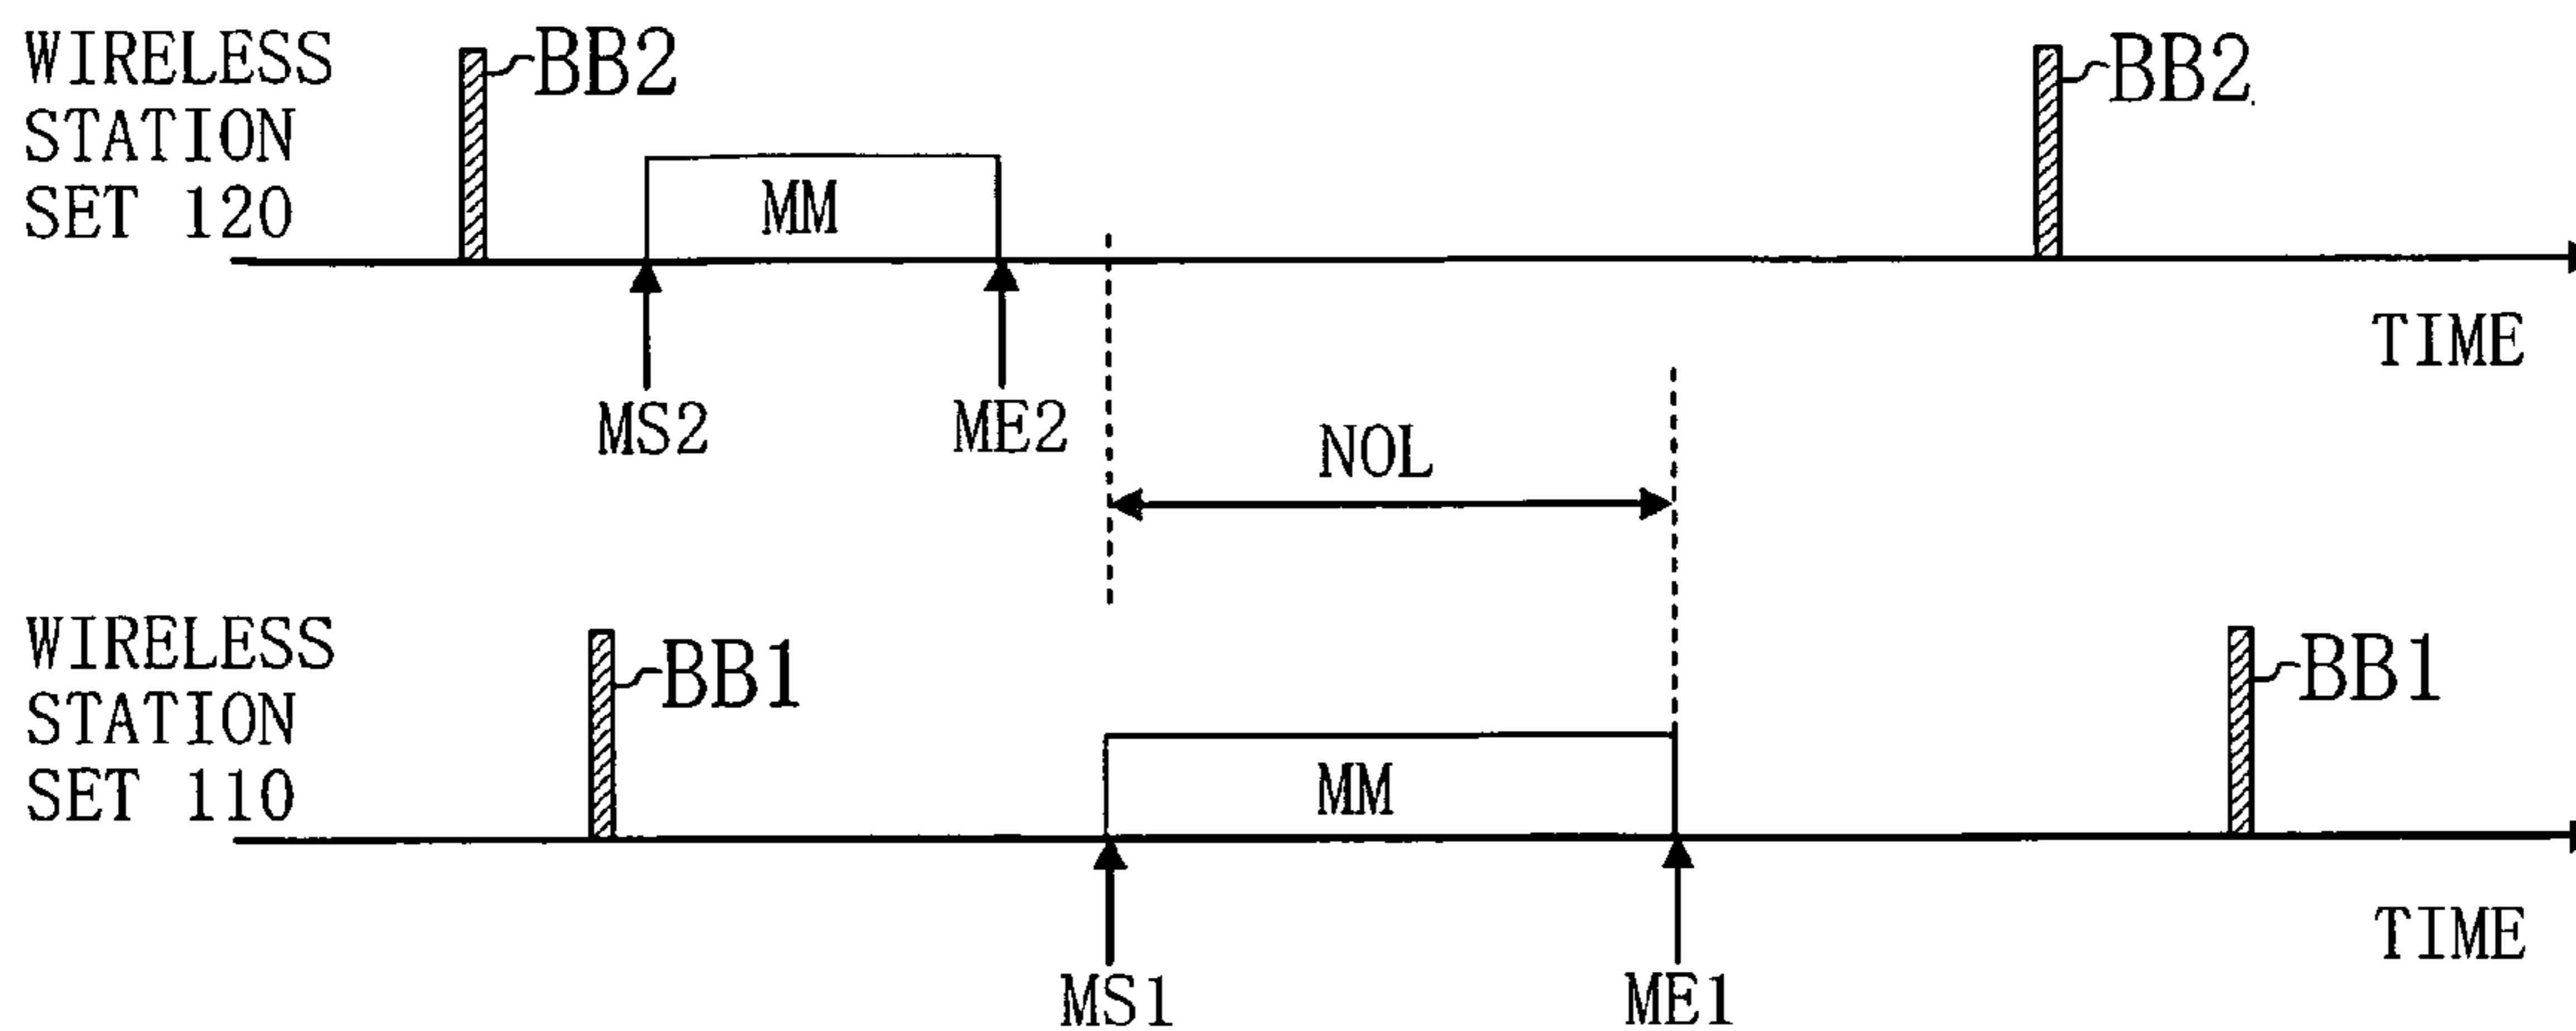 WIRELESS
STATION
SET 120
BB2
BB2
MM
TIME
MS2
ME2
NOL
WIRELESS
STATION
SET 110
BB1
BB1
MM
TIME
MS1
ME1